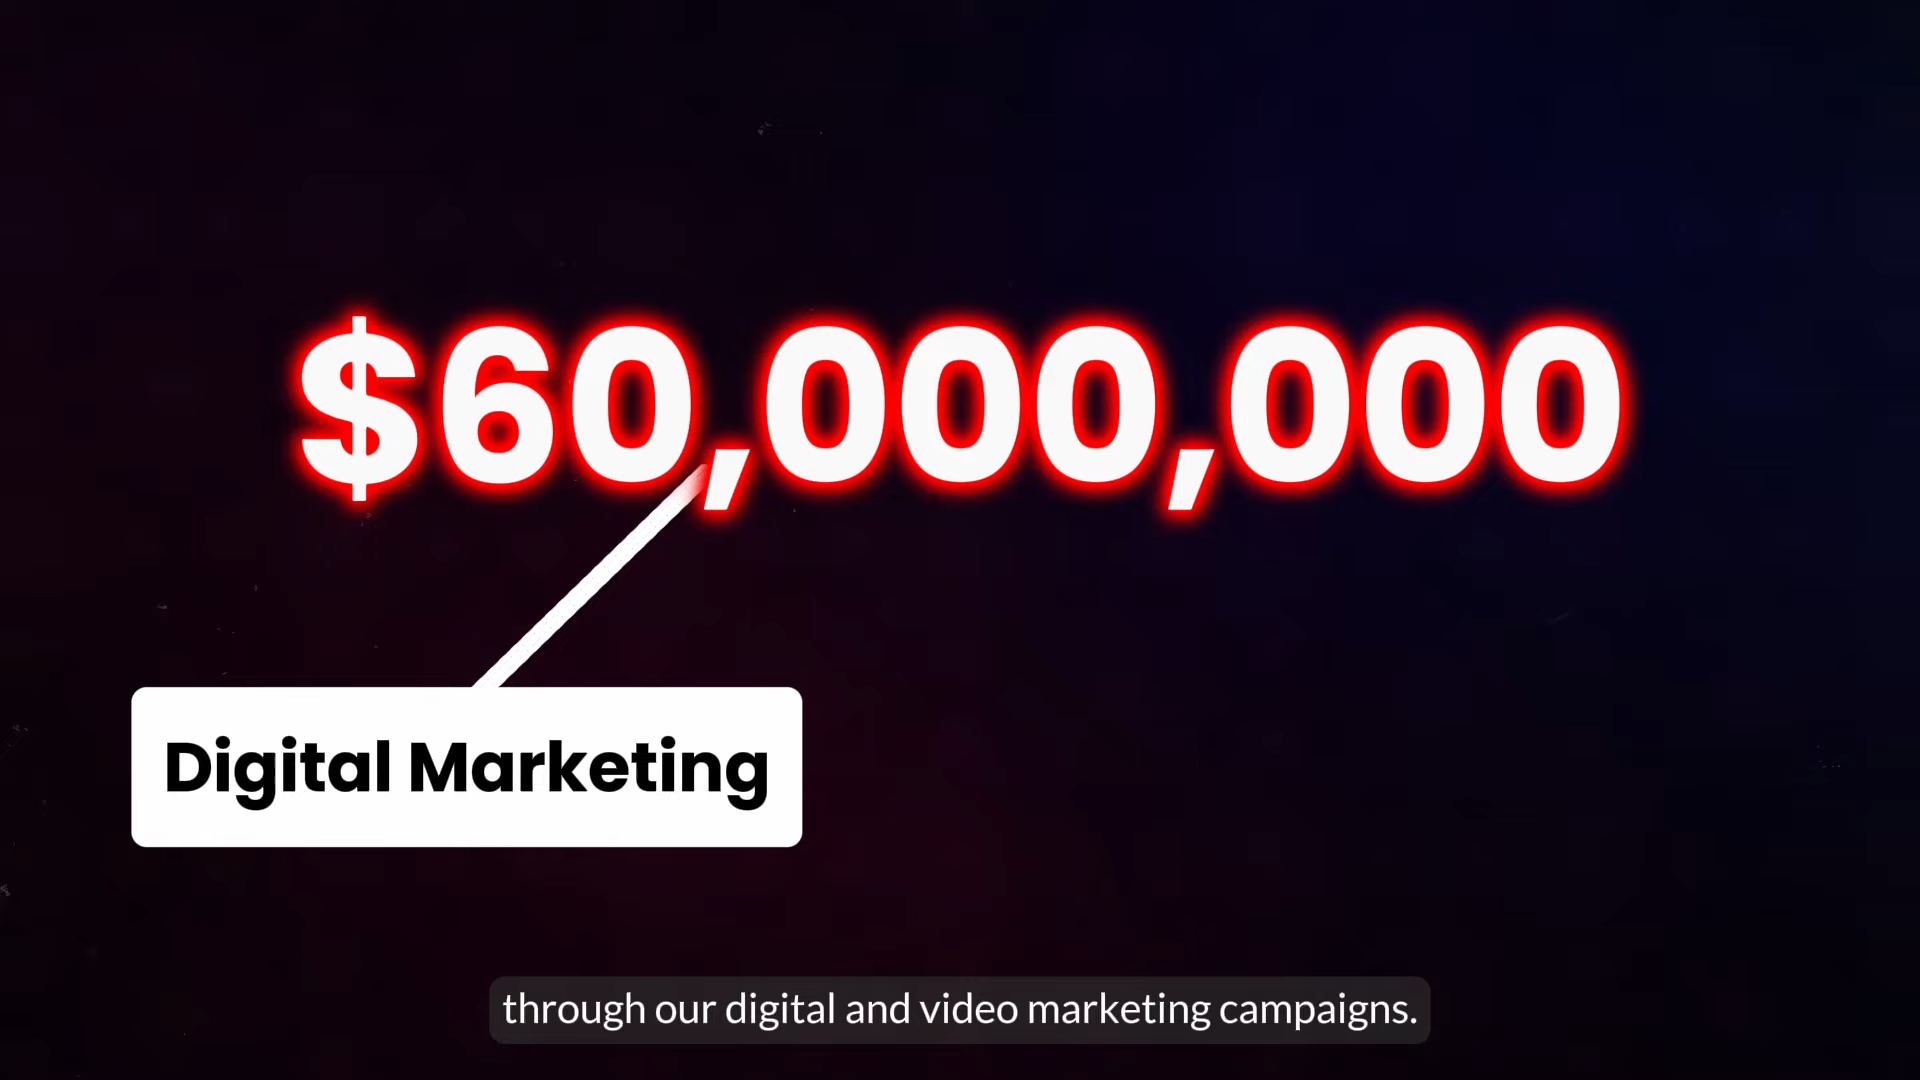 $60,000,000
Digital Marketing
through our digital and video marketing campaigns.